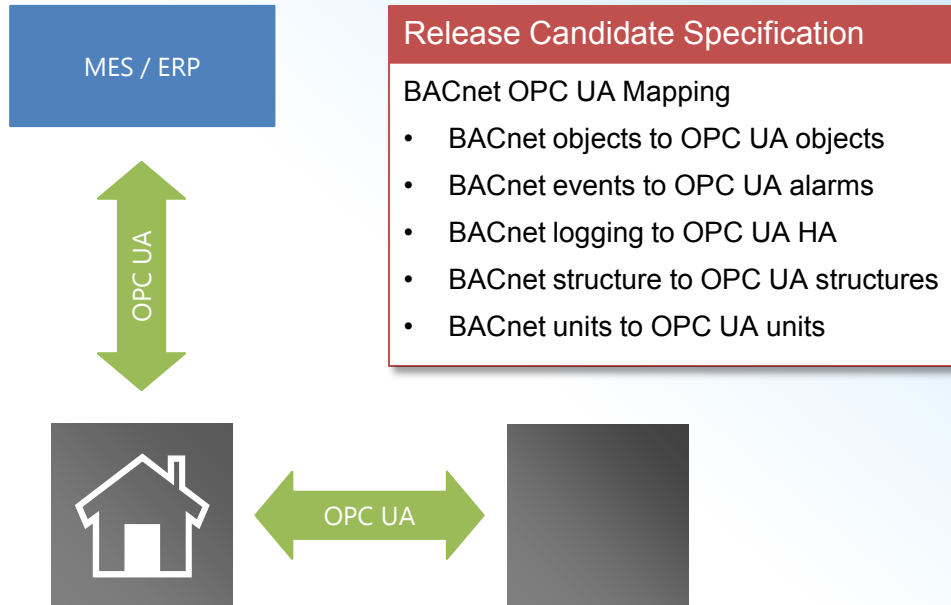 MES / ERP
Release Candidate Specification
BACnet OPC UA Mapping
• BACnet objects to OPC UA objects
• BACnet events to OPC UA alarms
• BACnet logging to OPC UA HA
• BACnet structure to OPC UA structures
• BACnet units to OPC UA units
OPC UA
OPC UA